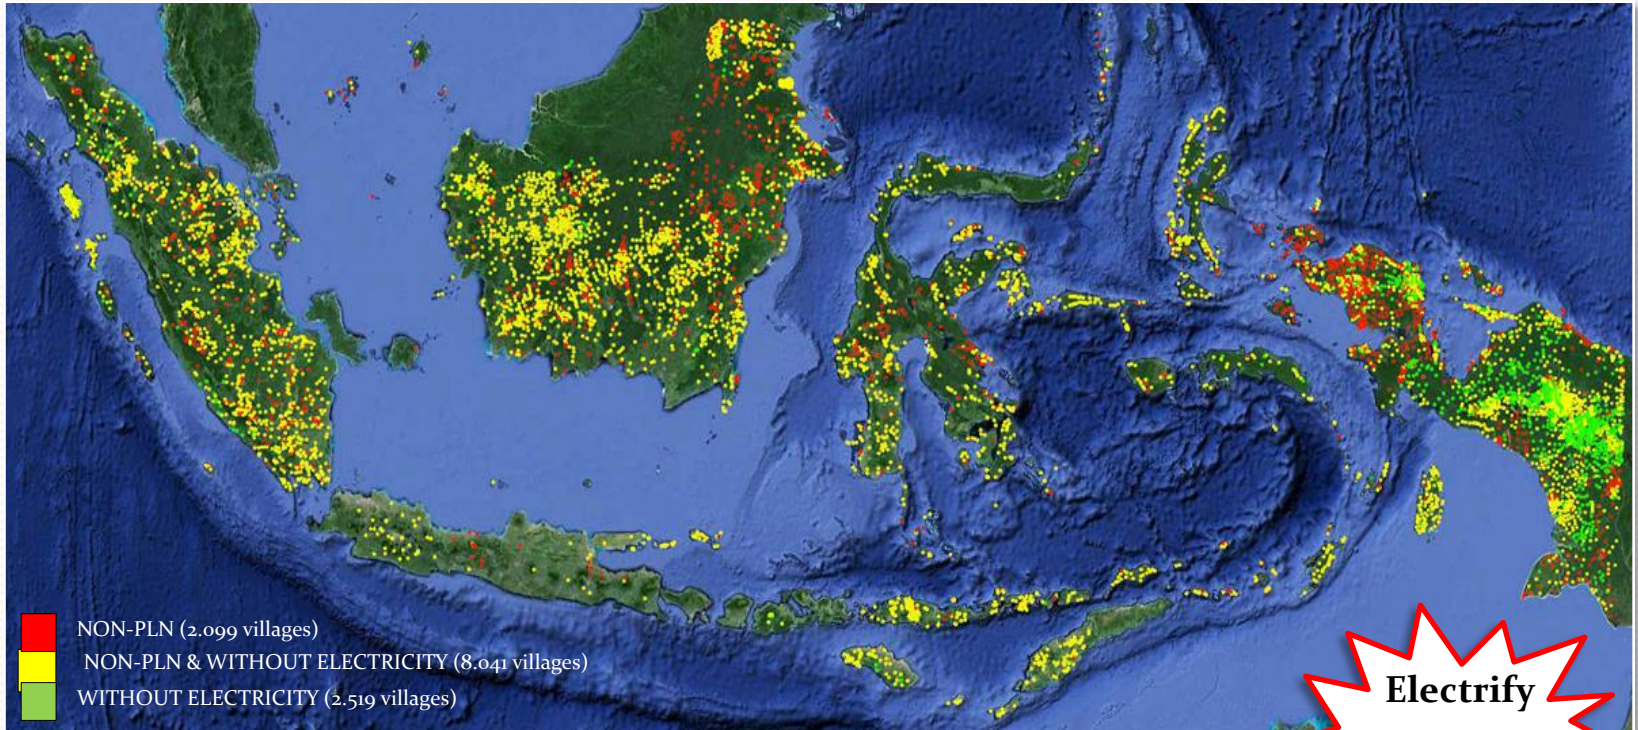 NON-PLN (2.099 villages)
NON-PLN & WITHOUT ELECTRICITY (8.041 villages)
WITHOUT ELECTRICITY (2.519 villages)
Electrify